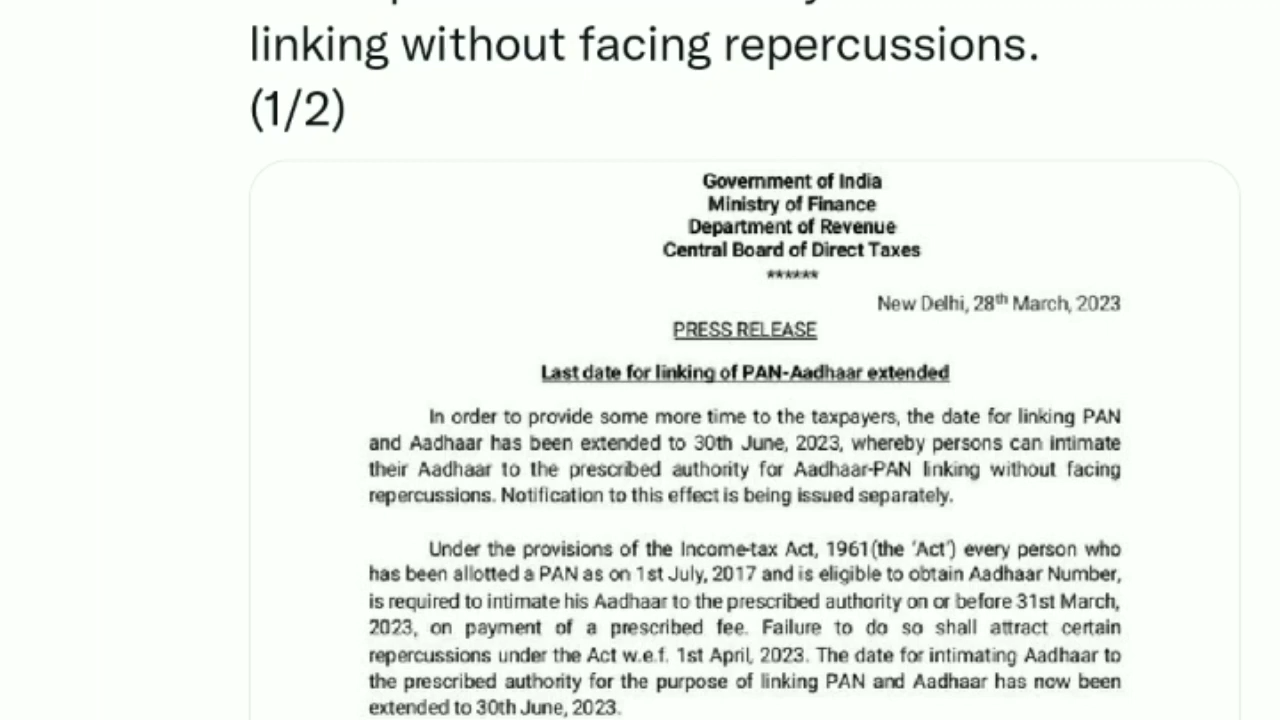 linking without facing repercussions.
(1/2)
Government of India
Ministry of Finance
Department of Revenue
Central Board of Direct Taxes
******
New Delhi, 28th March, 2023
PRESS RELEASE
Last date for linking of PAN-Aadhaar extended
In order to provide some more time to the taxpayers, the date for linking PAN
and Aadhaar has been extended to 30th June, 2023, whereby persons can intimate
their Aadhaar to the prescribed authority for Aadhaar-PAN linking without facing
repercussions. Notification to this effect is being issued separately.
Under the provisions of the Income-tax Act, 1961(the ‘Act’) every person who
has been allotted a PAN as on 1st July, 2017 and is eligible to obtain Aadhaar Number,
is required to intimate his Aadhaar to the prescribed authority on or before 31st March,
2023, on payment of a prescribed fee. Failure to do so shall attract certain
repercussions under the Act w.e.f. 1st April, 2023. The date for intimating Aadhaar to
the prescribed authority for the purpose of linking PAN and Aadhaar has now been
extended to 30th June, 2023.